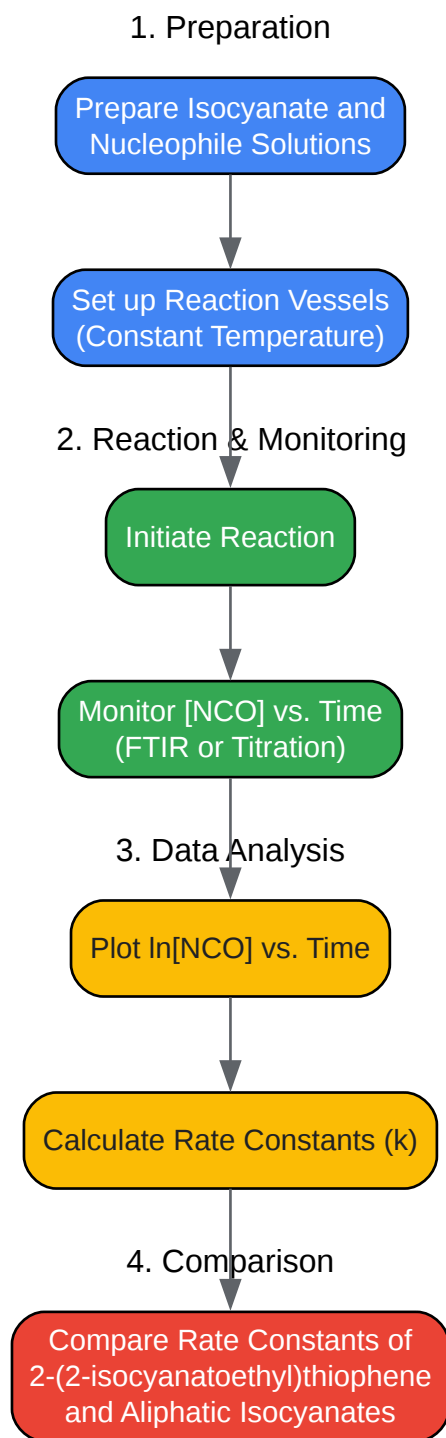 1. Preparation
Prepare Isocyanate and
Nucleophile Solutions
Set up Reaction Vessels
(Constant Temperature)
2. Reaction & Monitoring
Initiate Reaction
Monitor [NCO] vs. Time
(FTIR or Titration)
3. Data Analysis
Plot ln[NCO] vs. Time
Calculate Rate Constants (k)
4. Comparison
Compare Rate Constants of
2-(2-isocyanatoethyl)thiophene
and Aliphatic Isocyanates